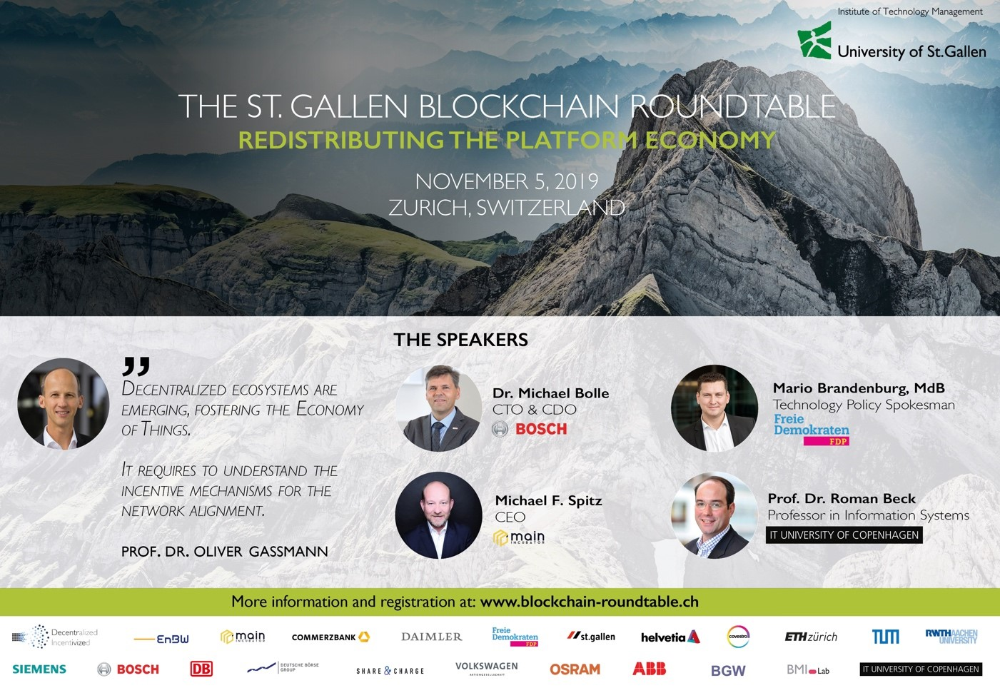 Institute of Technology Management
University of St.Gallen
THE ST. GALLEN BLOCKCHAIN ROUNDTABLE
REDISTRIBUTING THE PLATFORM ECONOMY
NOVEMBER 5, 2019
ZURICH, SWITZERLAND
THE SPEAKERS
”
DECENTRALIZED ECOSYSTEMS ARE
EMERGING, FOSTERING THE ECONOMY
OF THINGS.
IT REQUIRES TO UNDERSTAND THE
INCENTIVE MECHANISMS FOR THE
NETWORK ALIGNMENT.
PROF. DR. OLIVER GASSMANN
Dr. Michael Bolle
CTO & CDO
BOSCH
Michael F. Spitz
CEO
main
INCUBATOR
Mario Brandenburg, MdB
Technology Policy Spokesman
Freie
Demokraten
FDP
Prof. Dr. Roman Beck
Professor in Information Systems
IT UNIVERSITY OF COPENHAGEN
More information and registration at: www.blockchain-roundtable.ch
Decentralized
Incentivized
EnBW
main
INCUBATOR
COMMERZBANK
DAIMLER
Freie
Demokraten
FDP
st.gallen
helvetia
covestro
ETH zürich
TUM
RWTHAACHEN
UNIVERSITY
SIEMENS
BOSCH
DB
DEUTSCHE BÖRSE
GROUP
SHARE & CHARGE
VOLKSWAGEN
AKTIENGESELLSCHAFT
OSRAM
ABB
BGW
BMI Lab
IT UNIVERSITY OF COPENHAGEN